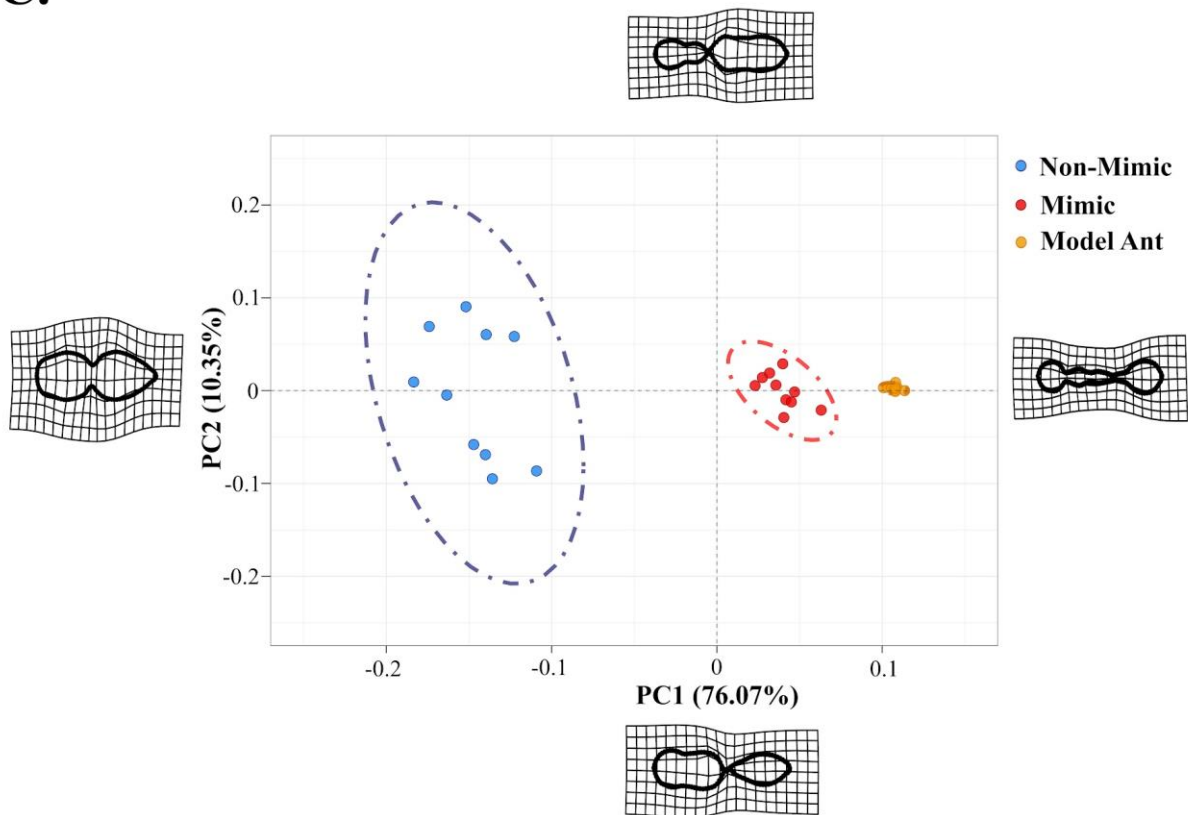 C.
Non-Mimic
Mimic
Model Ant
0.2
0.1
0
-0.1
-0.2
PC2 (10.35%)
-0.2
-0.1
0
0.1
PC1 (76.07%)